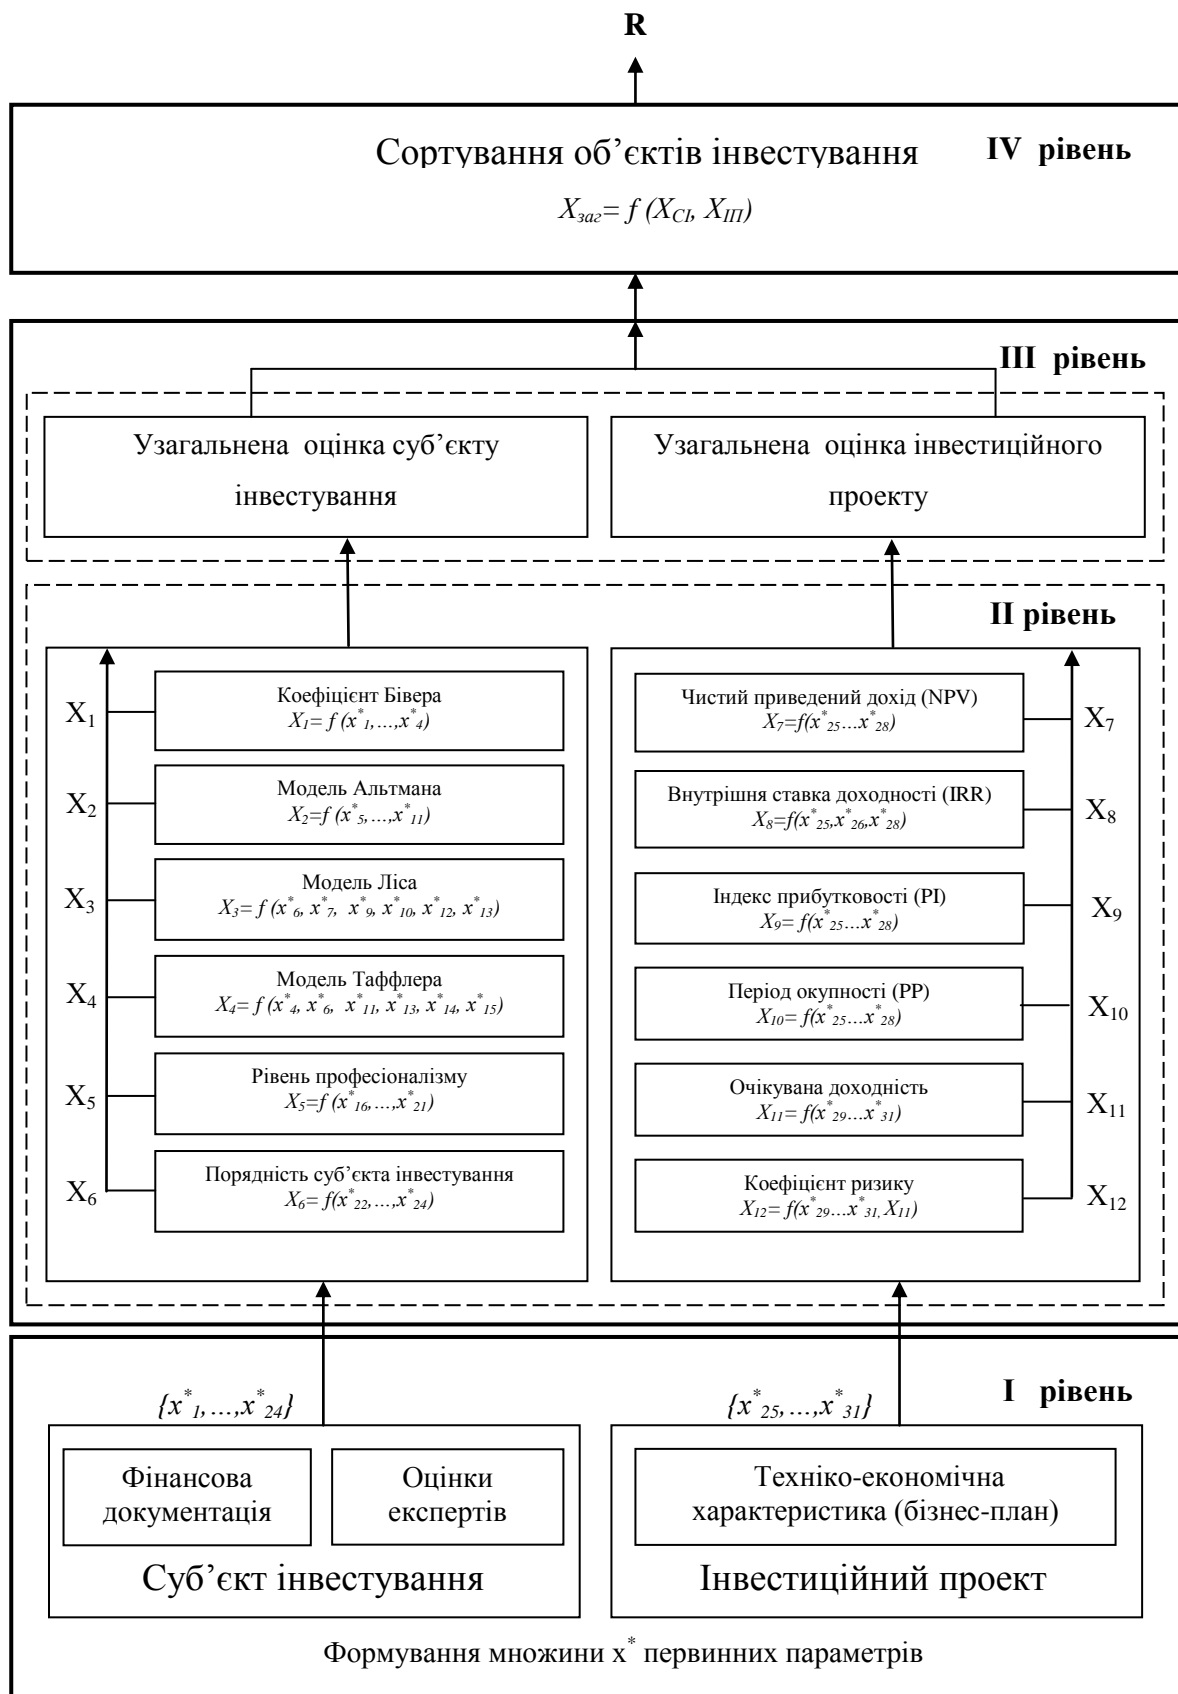 R
Сортування об’єктів інвестування IV рівень
X заг= f (X СІ, X ІП)
III рівень
Узагальнена оцінка суб’єкту
інвестування
Узагальнена оцінка інвестиційного
проекту
II рівень
X1
Коефіцієнт Бівера
X1= f (x*1,...,x*4)
X2
Модель Альтмана
X2=f (x*5,...,x*11)
X3
Модель Ліса
X3= f (x*6, x*7, x*9, x*10, x*12, x*13)
X4
Модель Таффлера
X4= f (x*4, x*6, x*11, x*13, x*14, x*15)
X5
Рівень професіоналізму
X5=f (x*16,...,x*21)
X6
Порядність суб’єкта інвестування
X6= f(x*22,...,x*24)
Чистий приведений дохід (NPV)
X7=f(x*25...x*28)
X7
Внутрішня ставка доходності (IRR)
X8=f(x*25,x*26,x*28)
X8
Індекс прибутковості (PI)
X9= f(x*25...x*28)
X9
Період окупності (PP)
X10= f(x*25...x*28)
X10
Очікувана доходність
X11= f(x*29...x*31)
X11
Коефіцієнт ризику
X12= f(x*29...x*31, X11)
X12
I рівень
{x*1,...,x*24}
{x*25,...,x*31}
Фінансова
документація
Оцінки
експертів
Суб’єкт інвестування
Техніко-економічна
характеристика (бізнес-план)
Інвестиційний проект
Формування множини x* первинних параметрів